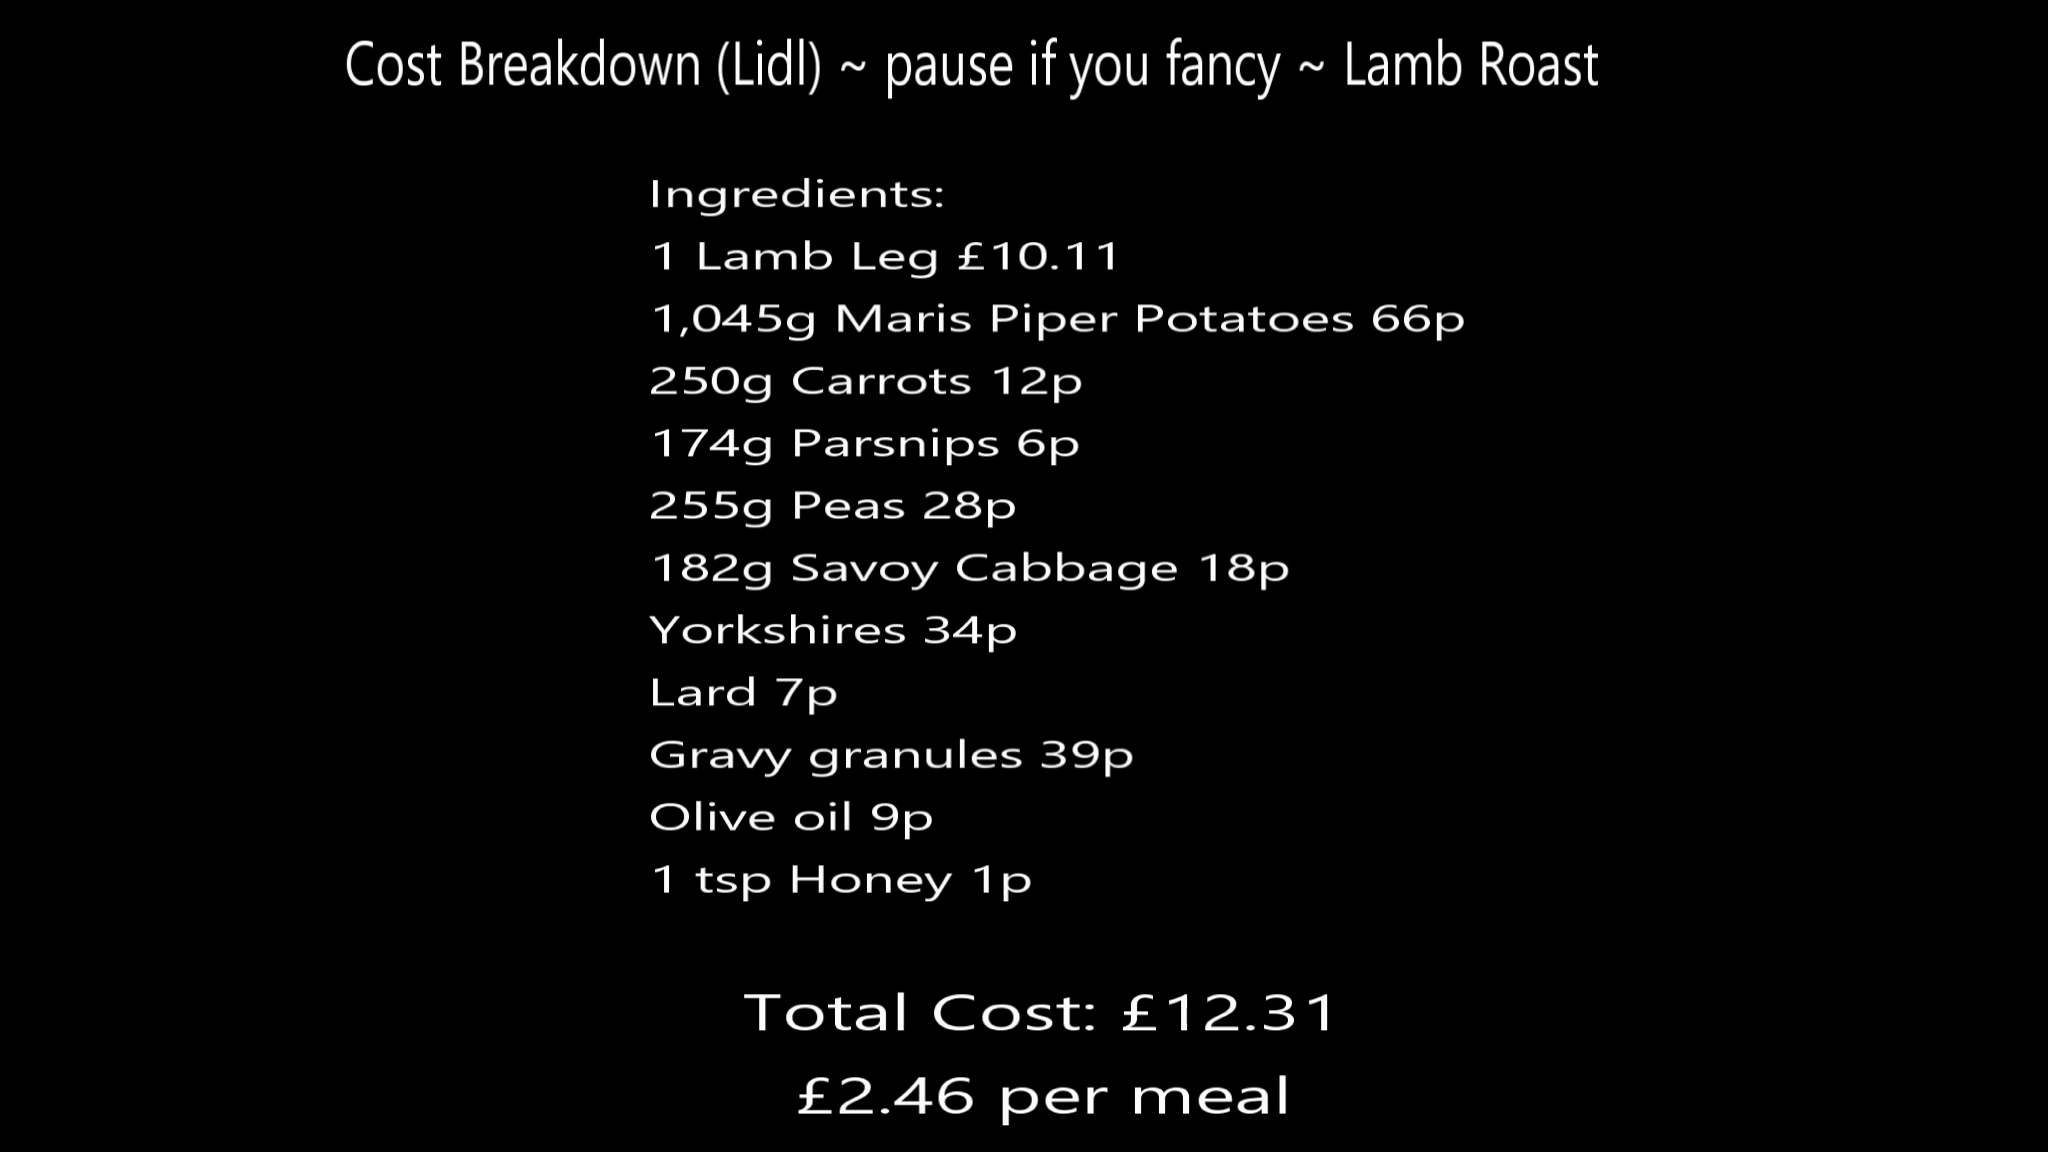 Cost Breakdown (Lidl) ~ pause if you fancy ~ Lamb Roast
Ingredients:
1 Lamb Leg £10.11
1,045g Maris Piper Potatoes 66p
250g Carrots 12p
174g Parsnips 6p
255g Peas 28p
182g Savoy Cabbage 18p
Yorkshires 34p
Lard 7p
Gravy granules 39p
Olive oil 9p
1 tsp Honey 1p
Total Cost: £12.31
£2.46 per meal